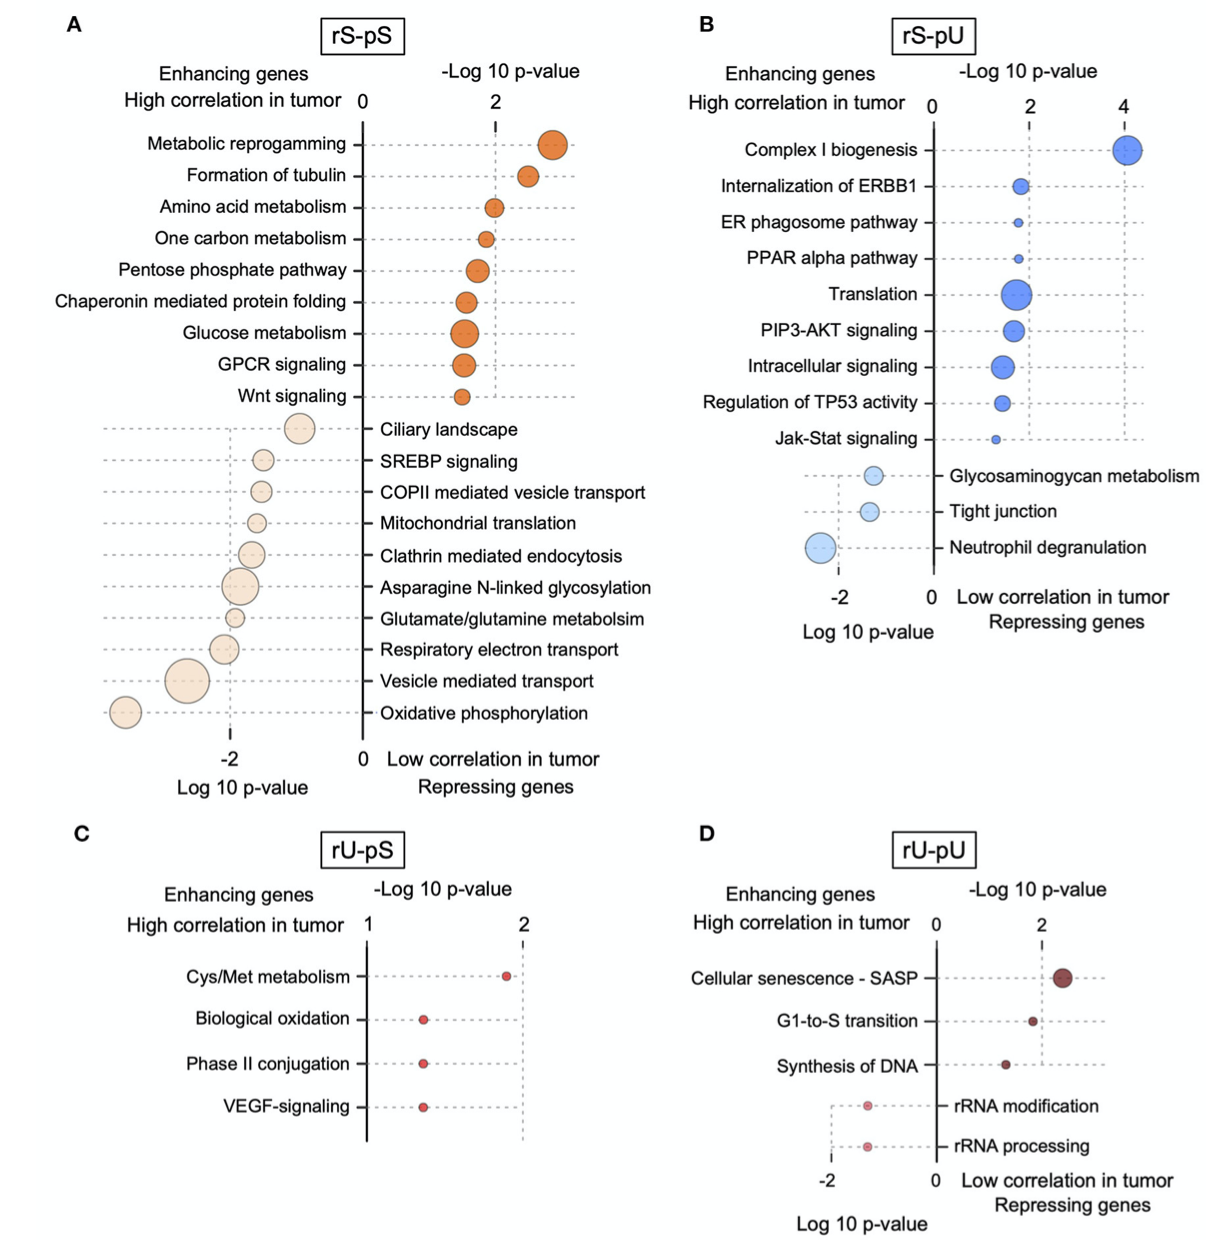 A
rS-pS
Enhancing genes
-Log 10 p-value
High correlation in tumor
0
2
Metabolic reprogamming
Formation of tubulin
Amino acid metabolism
One carbon metabolism
Pentose phosphate pathway
Chaperonin mediated protein folding
Glucose metabolism
GPCR signaling
Wnt signaling
Ciliary landscape
SREBP signaling
COPII mediated vesicle transport
Mitochondrial translation
Clathrin mediated endocytosis
Asparagine N-linked glycosylation
Glutamate/glutamine metabolsim
Respiratory electron transport
Vesicle mediated transport
Oxidative phosphorylation
-2
0
Low correlation in tumor
Log 10 p-value
Repressing genes
B
rS-pU
Enhancing genes
-Log 10 p-value
High correlation in tumor
0
2
4
Complex I biogenesis
Internalization of ERBB1
ER phagosome pathway
PPAR alpha pathway
Translation
PIP3-AKT signaling
Intracellular signaling
Regulation of TP53 activity
Jak-Stat signaling
Glycosaminogycan metabolism
Tight junction
Neutrophil degranulation
-2
0
Low correlation in tumor
Log 10 p-value
Repressing genes
C
rU-pS
Enhancing genes
-Log 10 p-value
High correlation in tumor
1
2
Cys/Met metabolism
Biological oxidation
Phase II conjugation
VEGF-signaling
D
rU-pU
Enhancing genes
-Log 10 p-value
High correlation in tumor
0
2
Cellular senescence - SASP
G1-to-S transition
Synthesis of DNA
rRNA modification
rRNA processing
-2
0
Low correlation in tumor
Repressing genes
Log 10 p-value